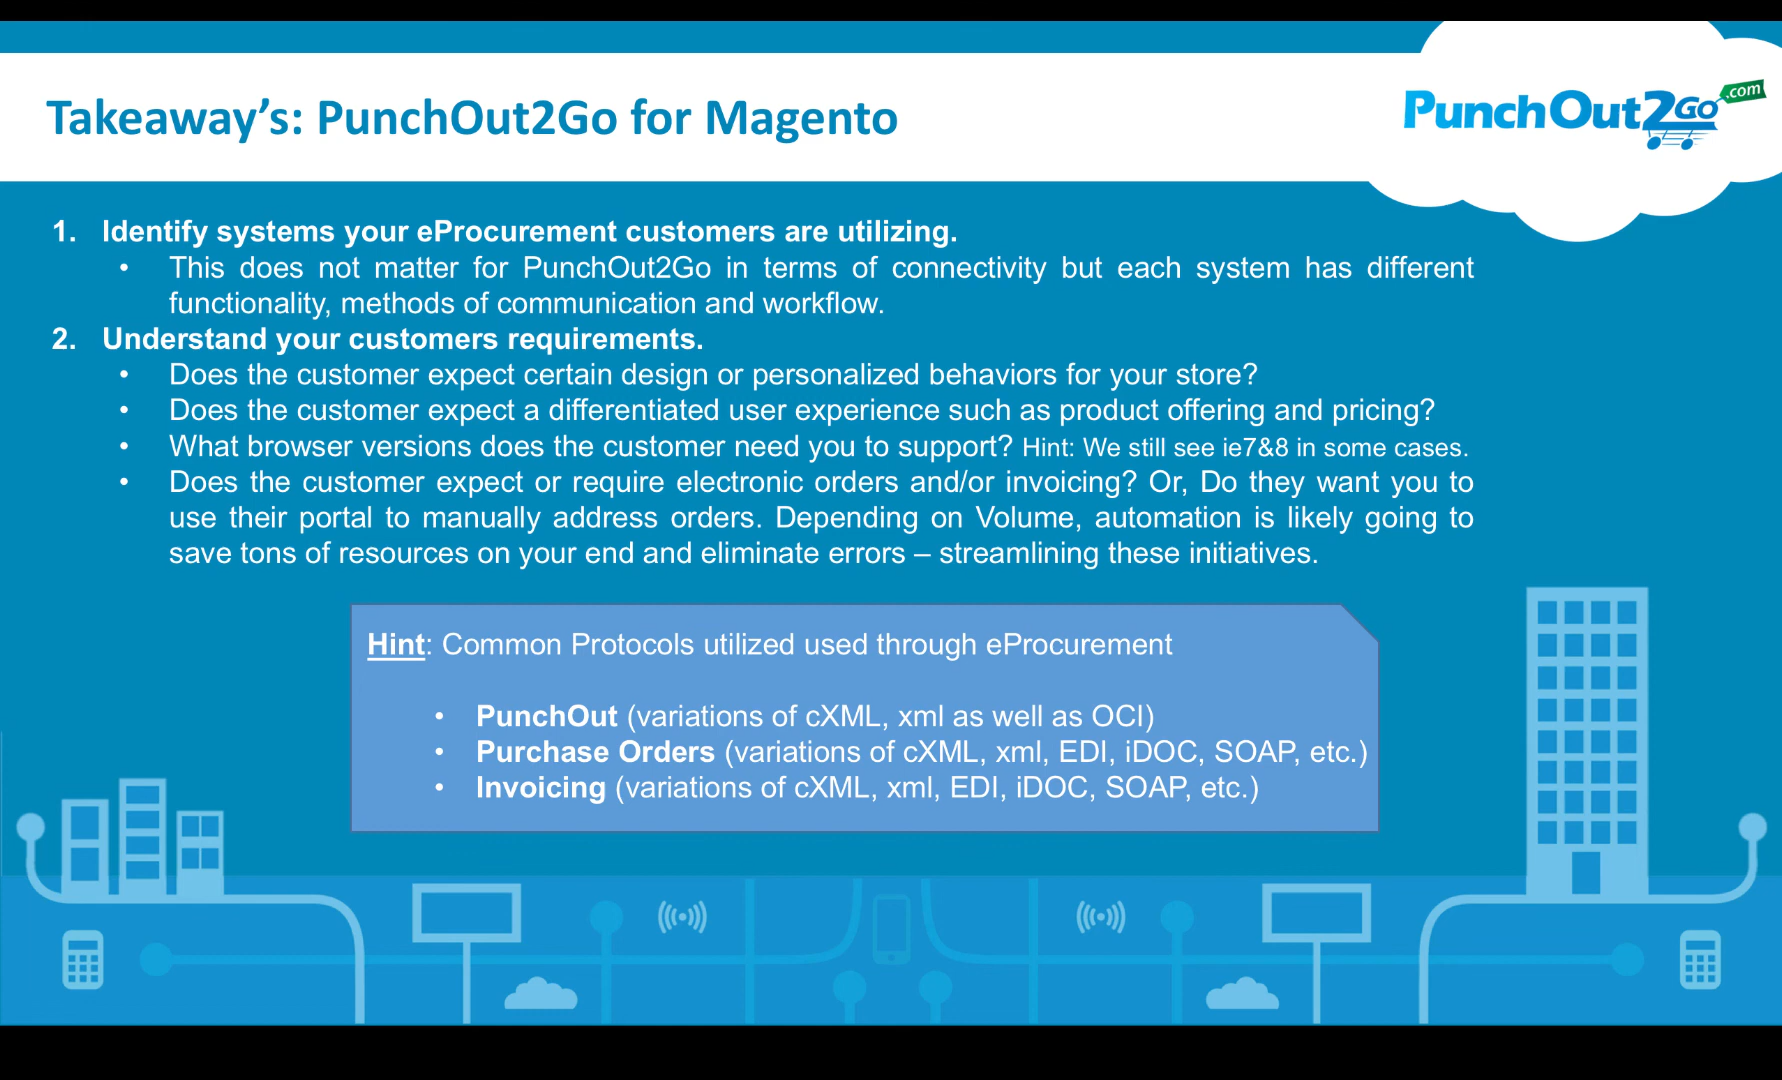 Takeaway’s: PunchOut2Go for Magento
PunchOut2Go.com
1. Identify systems your eProcurement customers are utilizing.
• This does not matter for PunchOut2Go in terms of connectivity but each system has different
functionality, methods of communication and workflow.
2. Understand your customers requirements.
• Does the customer expect certain design or personalized behaviors for your store?
• Does the customer expect a differentiated user experience such as product offering and pricing?
• What browser versions does the customer need you to support? Hint: We still see ie7&8 in some cases.
• Does the customer expect or require electronic orders and/or invoicing? Or, Do they want you to
use their portal to manually address orders. Depending on Volume, automation is likely going to
save tons of resources on your end and eliminate errors – streamlining these initiatives.
Hint: Common Protocols utilized used through eProcurement
• PunchOut (variations of cXML, xml as well as OCI)
• Purchase Orders (variations of cXML, xml, EDI, iDOC, SOAP, etc.)
• Invoicing (variations of cXML, xml, EDI, iDOC, SOAP, etc.)